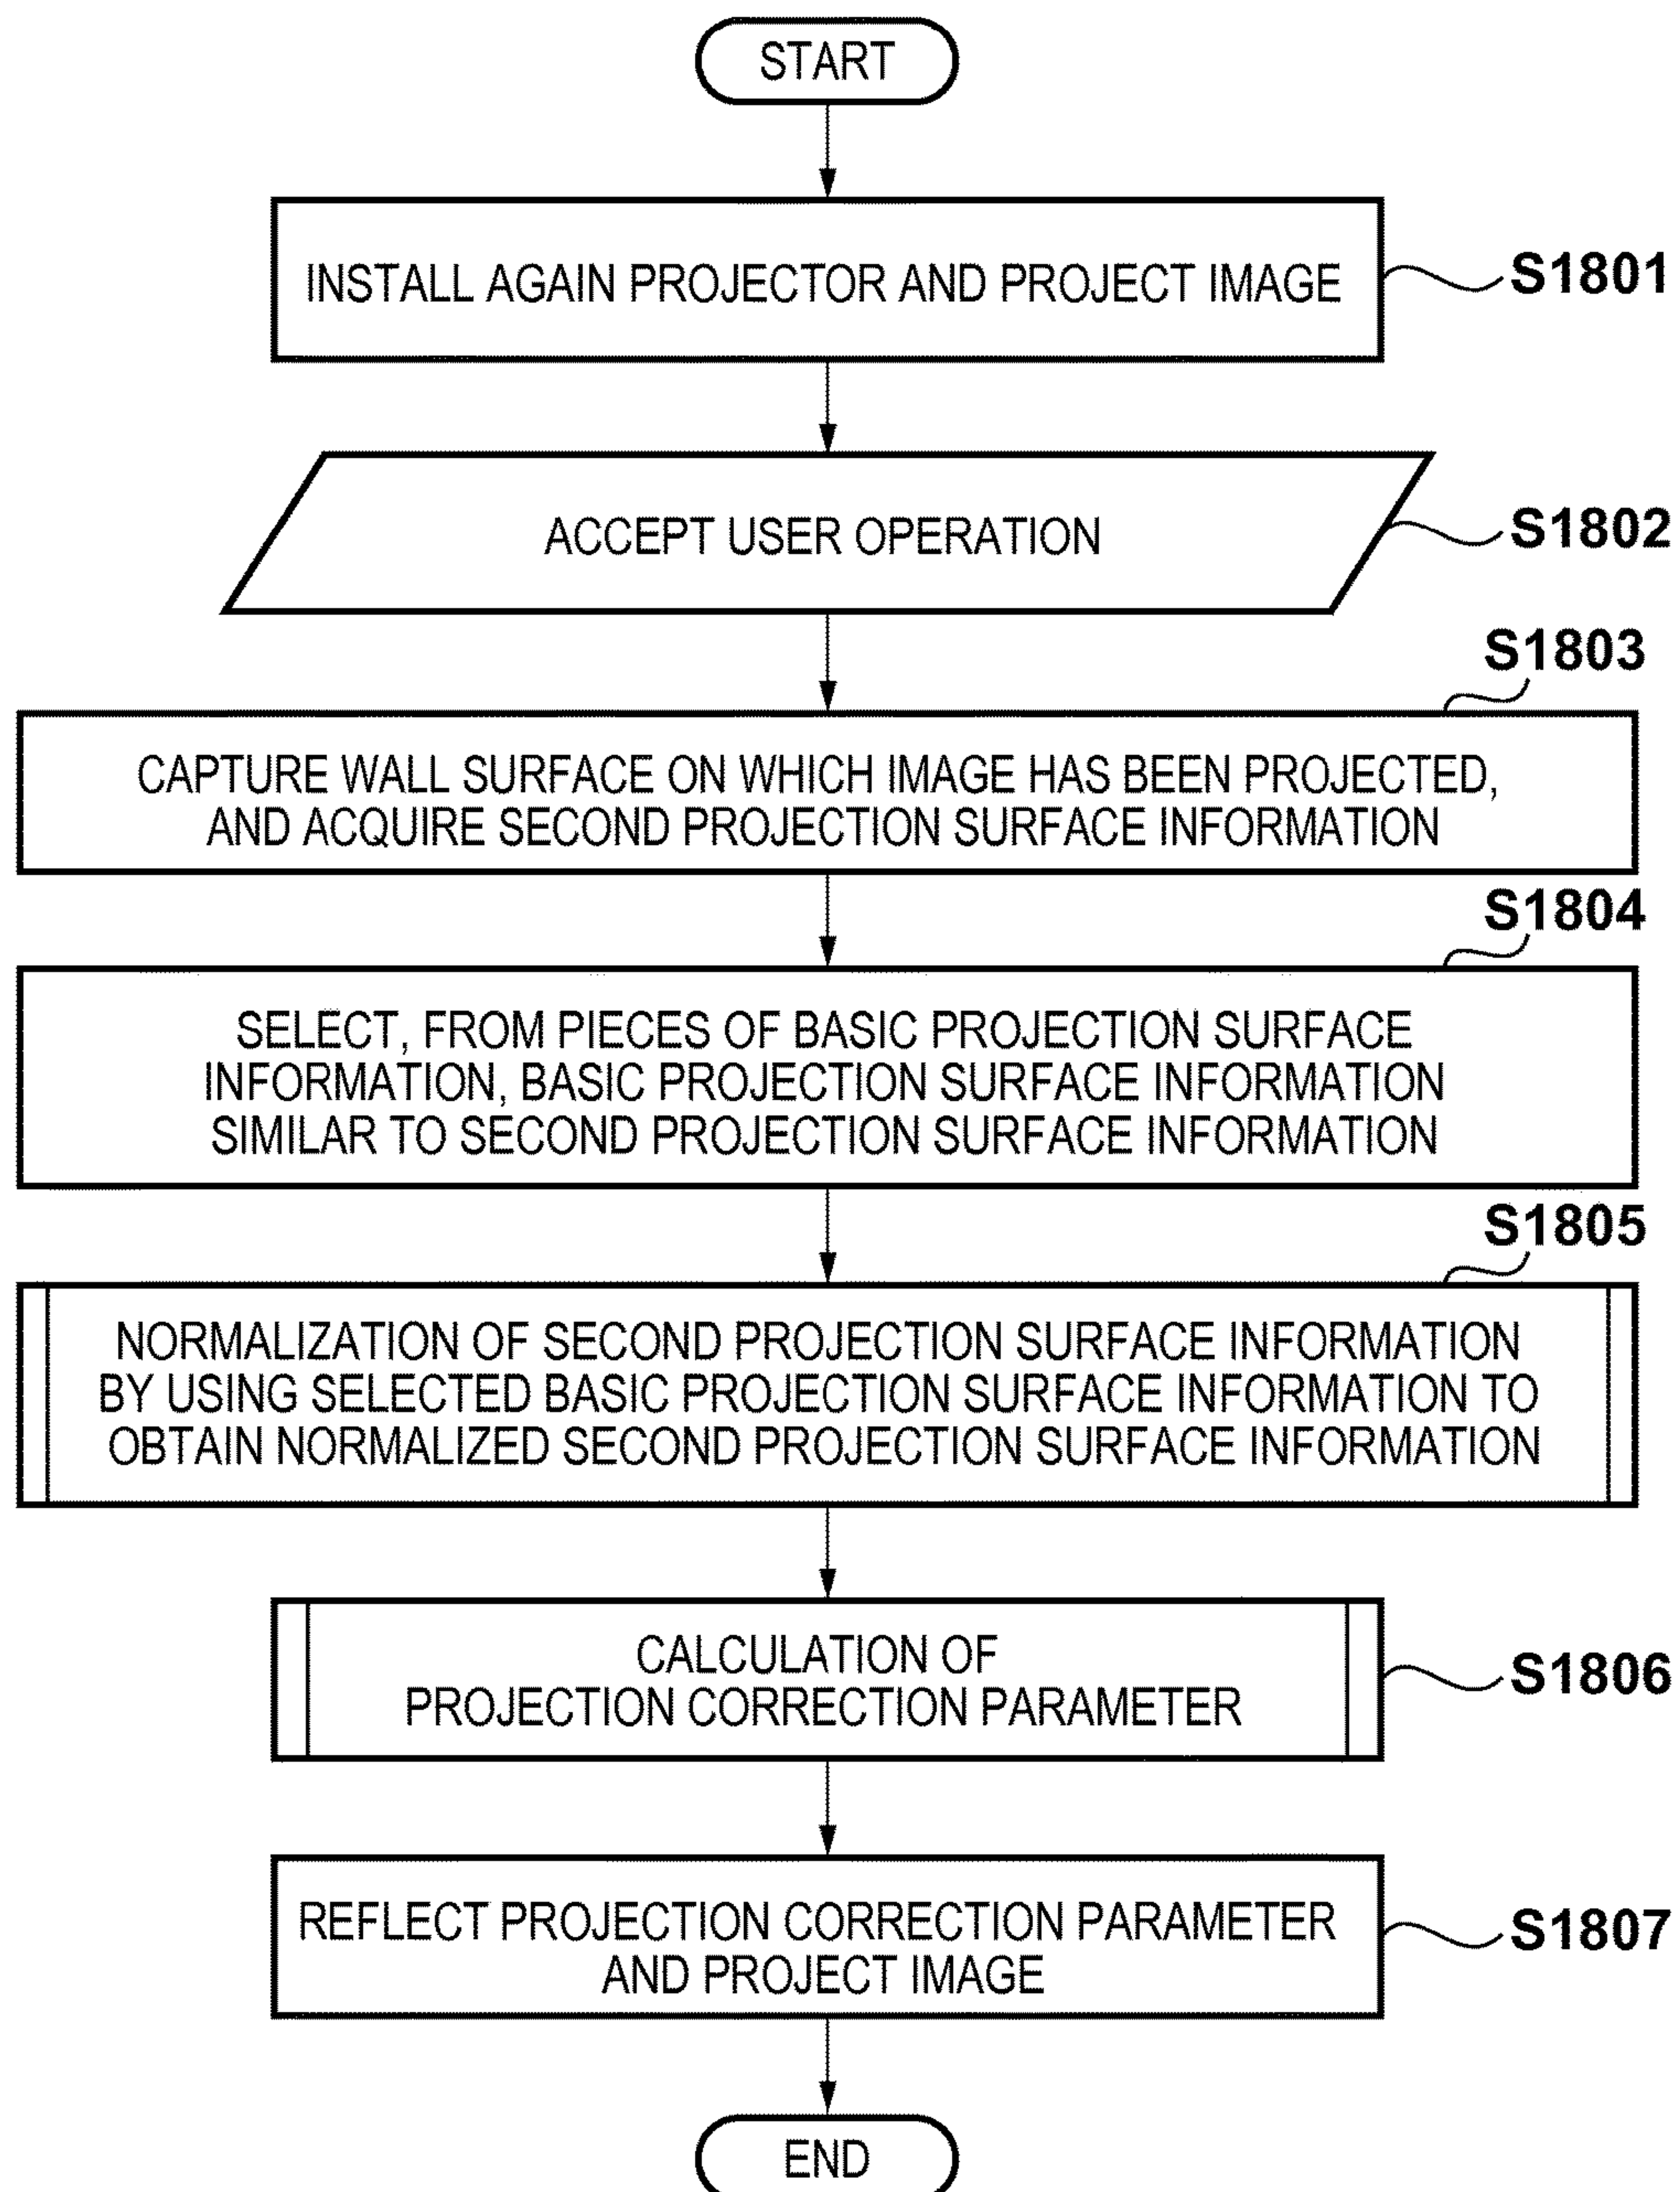 START
INSTALL AGAIN PROJECTOR AND PROJECT IMAGE
S1801
ACCEPT USER OPERATION
S1802
S1803
CAPTURE WALL SURFACE ON WHICH IMAGE HAS BEEN PROJECTED,
AND ACQUIRE SECOND PROJECTION SURFACE INFORMATION
S1804
SELECT, FROM PIECES OF BASIC PROJECTION SURFACE
INFORMATION, BASIC PROJECTION SURFACE INFORMATION
SIMILAR TO SECOND PROJECTION SURFACE INFORMATION
S1805
NORMALIZATION OF SECOND PROJECTION SURFACE INFORMATION
BY USING SELECTED BASIC PROJECTION SURFACE INFORMATION TO
OBTAIN NORMALIZED SECOND PROJECTION SURFACE INFORMATION
CALCULATION OF
PROJECTION CORRECTION PARAMETER
S1806
REFLECT PROJECTION CORRECTION PARAMETER
AND PROJECT IMAGE
S1807
END